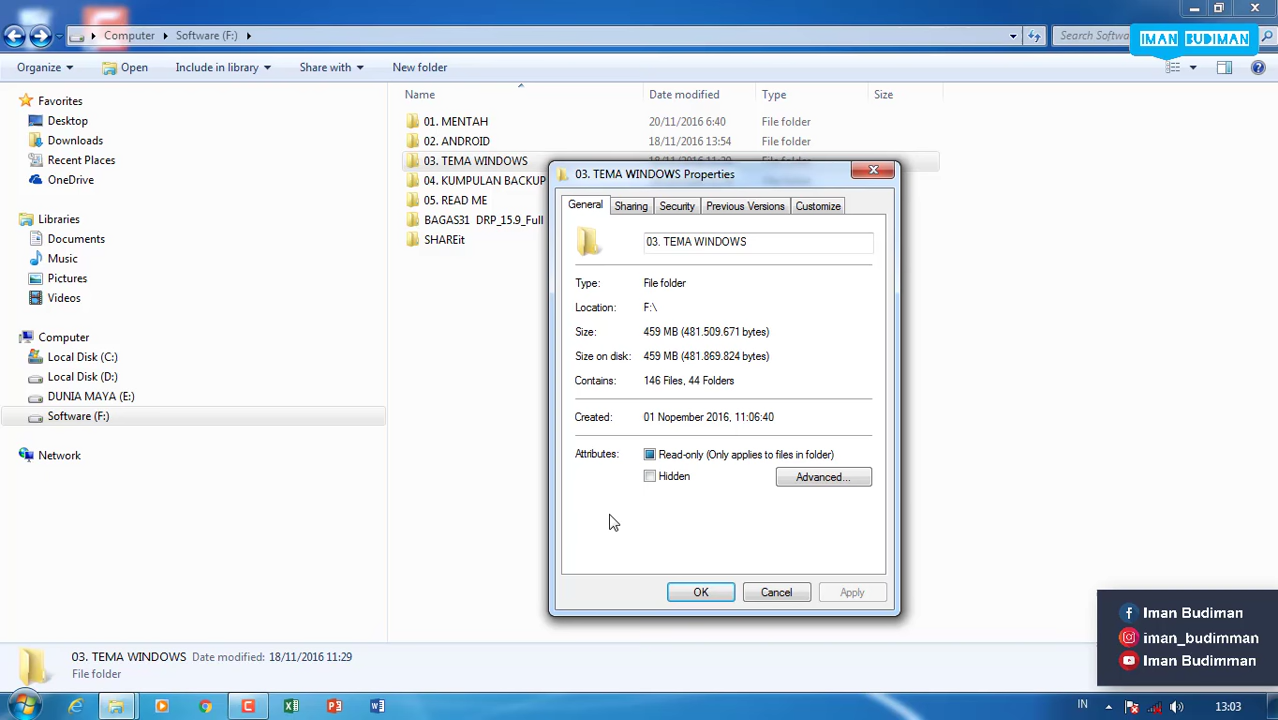 Computer ▸ Software (F:) ▸
Search Softwa
IMAN BUDIMAN
Organize Open Include in library Share with New folder
Name Date modified Type Size
Favorites
Desktop
Downloads
Recent Places
OneDrive
Libraries
Documents
Music
Pictures
Videos
Computer
Local Disk (C:)
Local Disk (D:)
DUNIA MAYA (E:)
Software (F:)
Network
01. MENTAH 20/11/2016 6:40 File folder
02. ANDROID 18/11/2016 13:54 File folder
03. TEMA WINDOWS 18/11/2016 11:29 File folder
04. KUMPULAN BACKUP
05. READ ME
BAGAS31 DRP_15.9_Full
SHAREit
03. TEMA WINDOWS Properties
General Sharing Security Previous Versions Customize
03. TEMA WINDOWS
Type: File folder
Location: F:\
Size: 459 MB (481.509.671 bytes)
Size on disk: 459 MB (481.869.824 bytes)
Contains: 146 Files, 44 Folders
Created: 01 Nopember 2016, 11:06:40
Attributes: Read-only (Only applies to files in folder)
Hidden Advanced...
OK Cancel Apply
Iman Budiman
iman_budimman
Iman Budimman
03. TEMA WINDOWS Date modified: 18/11/2016 11:29
File folder
IN 13:03